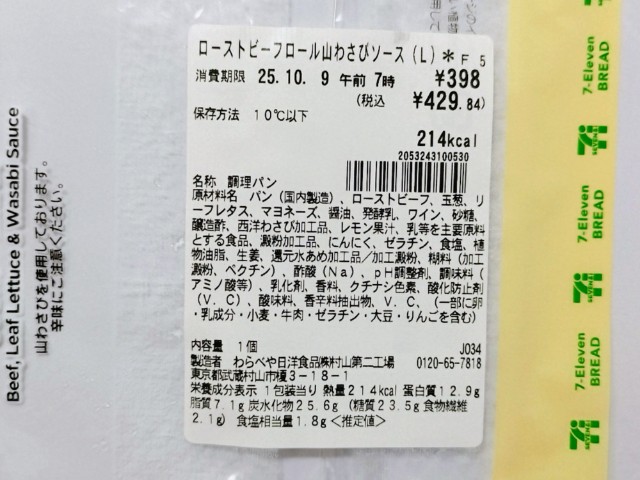 ローストビーフロール山わさびソース(L)* F 5
消費期限 25.10. 9 午前 7時 ¥398
(税込 ¥429.84)
保存方法 10℃以下
214kcal
2053243100530
名称 調理パン
原材料名 パン(国内製造)、ローストビーフ、玉葱、リ
ーフレタス、マヨネーズ、醤油、発酵乳、ワイン、砂糖、
醸造酢、西洋わさび加工品、レモン果汁、乳等を主要原料
とする食品、澱粉加工品、にんにく、ゼラチン、食塩、植
物油脂、生姜、還元水あめ加工品/加工澱粉、糊料(加工
澱粉、ペクチン)、酢酸(Na)、pH調整剤、調味料(
アミノ酸等)、乳化剤、香料、クチナシ色素、酸化防止剤
(V.C)、酸味料、香辛料抽出物、V.C、(一部に卵
・乳成分・小麦・牛肉・ゼラチン・大豆・りんごを含む)
内容量 1個 J034
製造者 わらべや日洋食品㈱村山第二工場 0120-65-7818
東京都武蔵村山市榎3-18-1
栄養成分表示 1包装当り 熱量214kcal 蛋白質12.9g
脂質7.1g 炭水化物25.6g (糖質23.5g 食物繊維
2.1g) 食塩相当量1.8g<推定値>
Beef, Leaf Lettuce & Wasabi Sauce
山わさびを使用しております。
辛味にご注意ください。
7-Eleven
BREAD
7-Eleven
BREAD
7-Eleven
BREAD